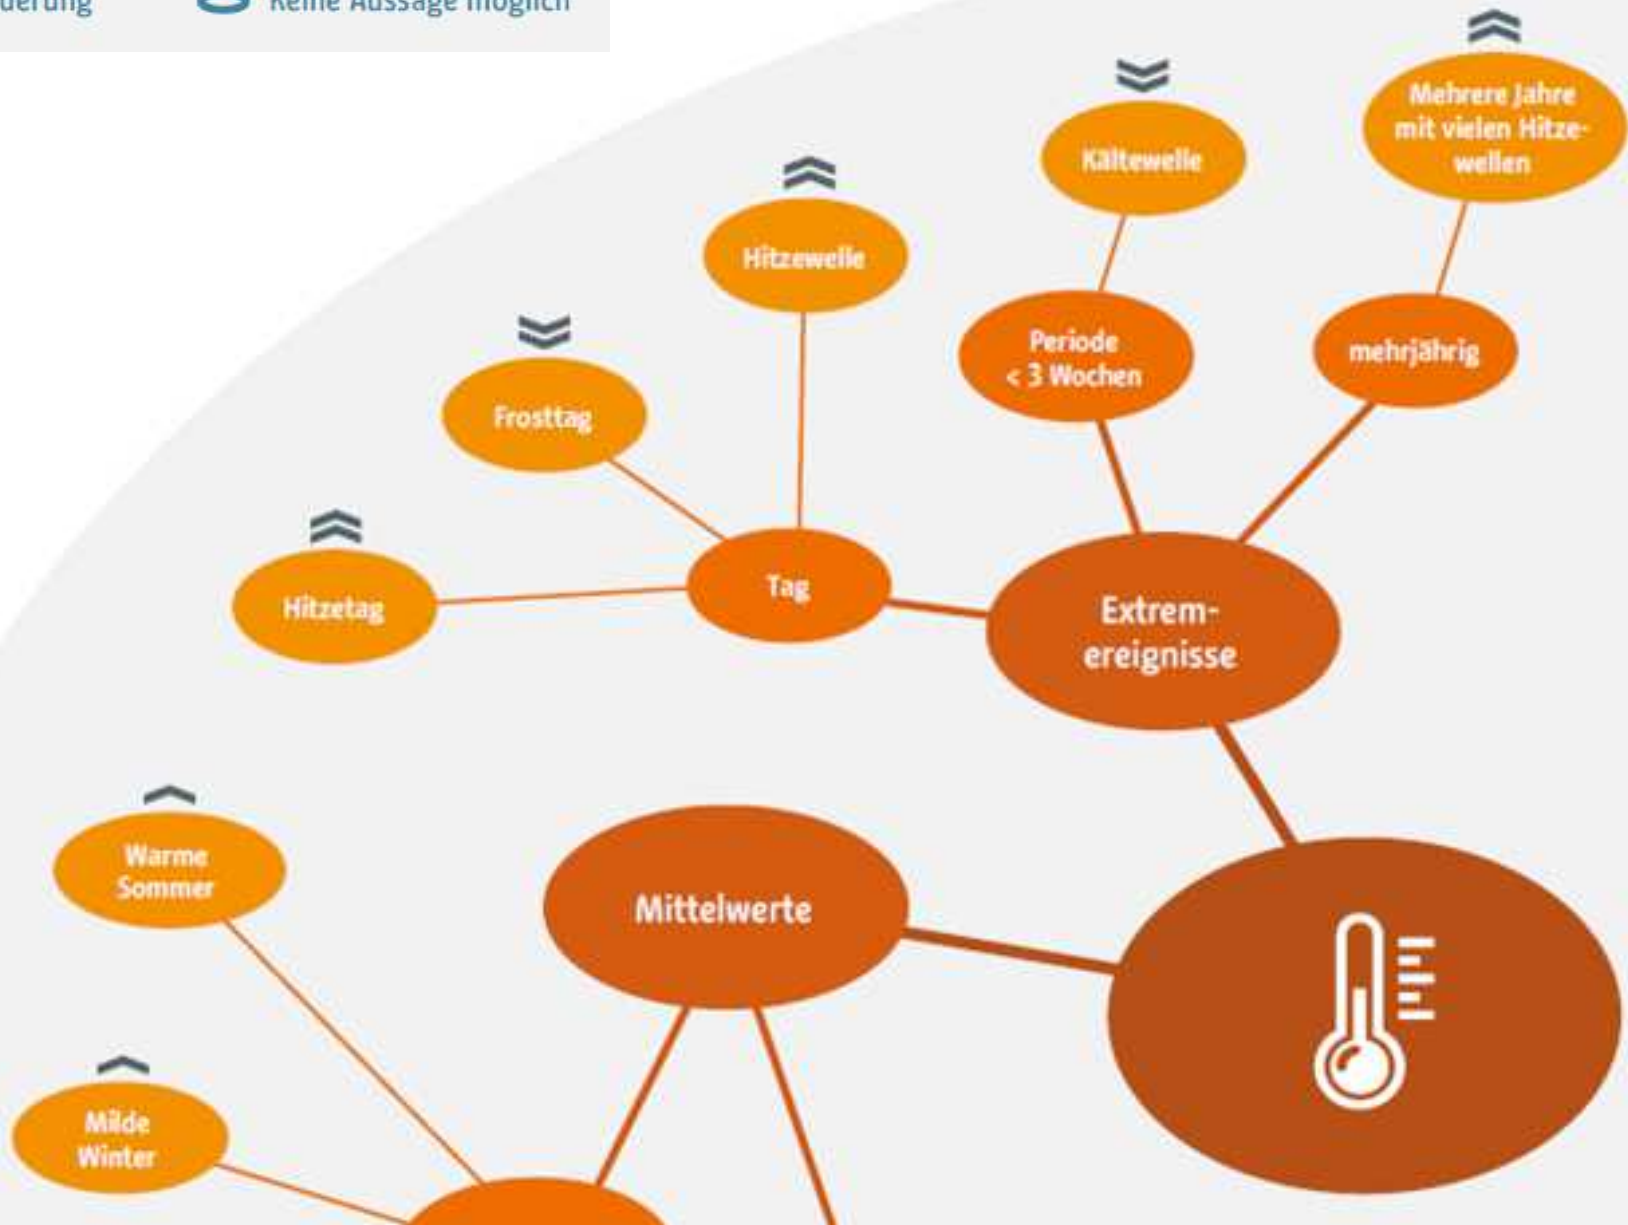 Keine Aussage möglich
Mehrere Jahre
mit vielen Hitze-
wellen
Kältewelle
Hitzewelle
Periode
< 3 Wochen
mehrjährig
Frosttag
Tag
Hitzetag
Extrem-
ereignisse
Warme
Sommer
Mittelwerte
Milde
Winter